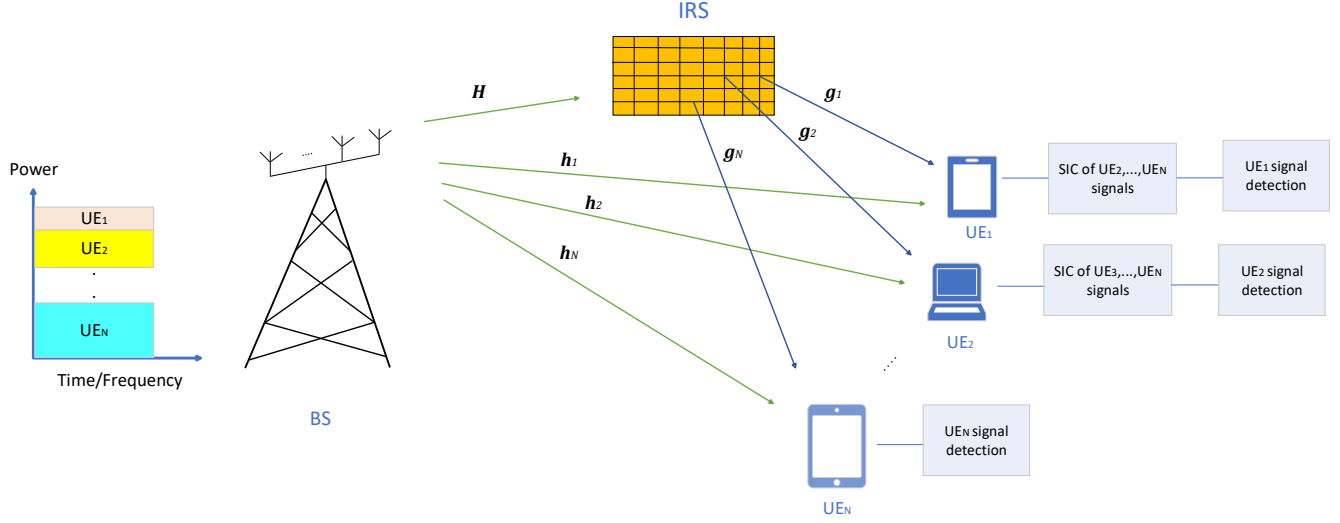 IRS
H
g1
g2
gN
h1
h2
hN
....
Power
UE1
UE2
.
.
UEN
Time/Frequency
BS
UE1
SIC of UE2,...,UEN
signals
UE1 signal
detection
UE2
SIC of UE3,...,UEN
signals
UE2 signal
detection
.....
UEN
UEN signal
detection